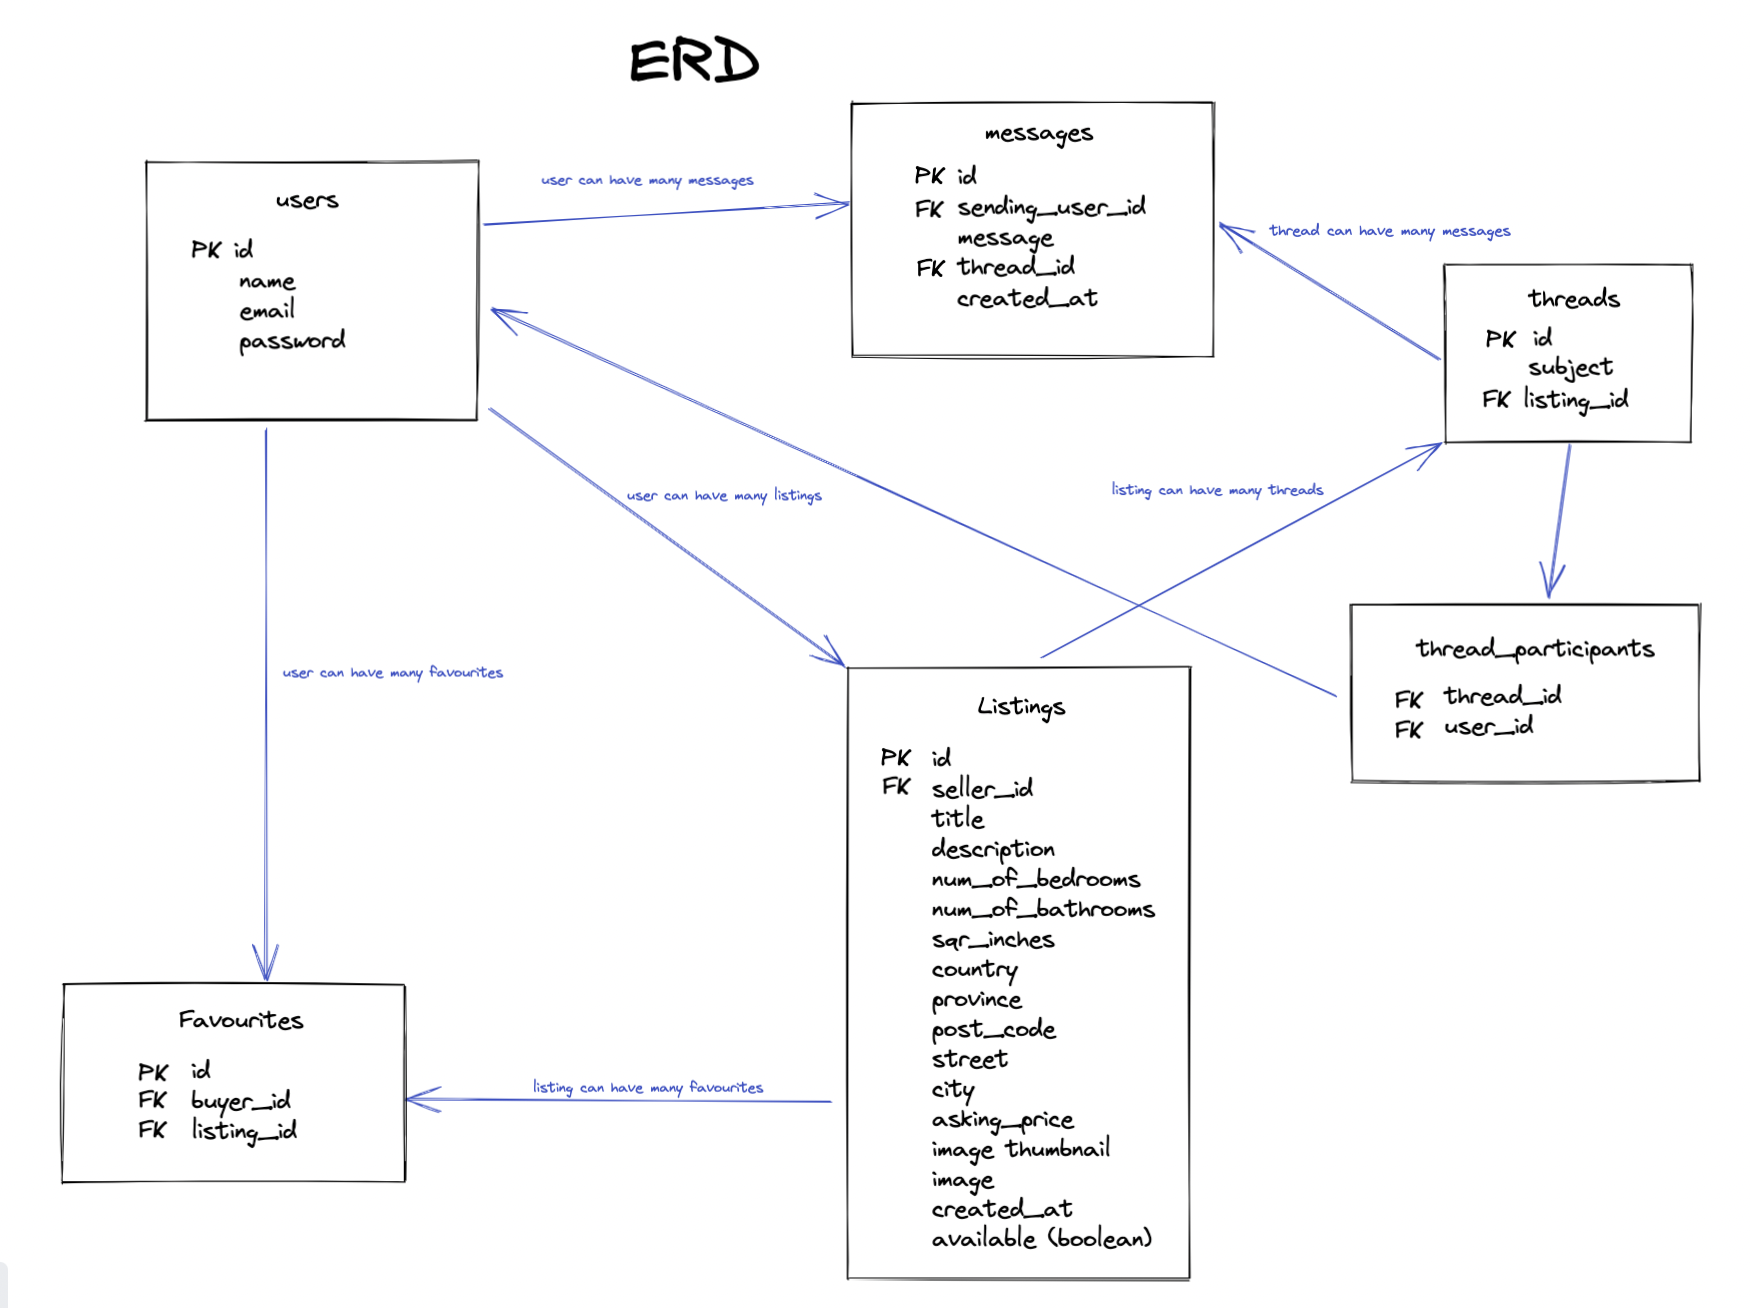 ERD
users
PK id
name
email
password
user can have many messages
messages
PK id
FK sending_user_id
message
FK thread_id
created_at
thread can have many messages
threads
PK id
subject
FK listing_id
user can have many listings
listing can have many threads
thread_participants
FK thread_id
FK user_id
user can have many favourites
Listings
PK id
FK seller_id
title
description
num_of_bedrooms
num_of_bathrooms
sqr_inches
country
province
post_code
street
city
asking_price
image thumbnail
image
created_at
available (boolean)
Favourites
PK id
FK buyer_id
FK listing_id
listing can have many favourites